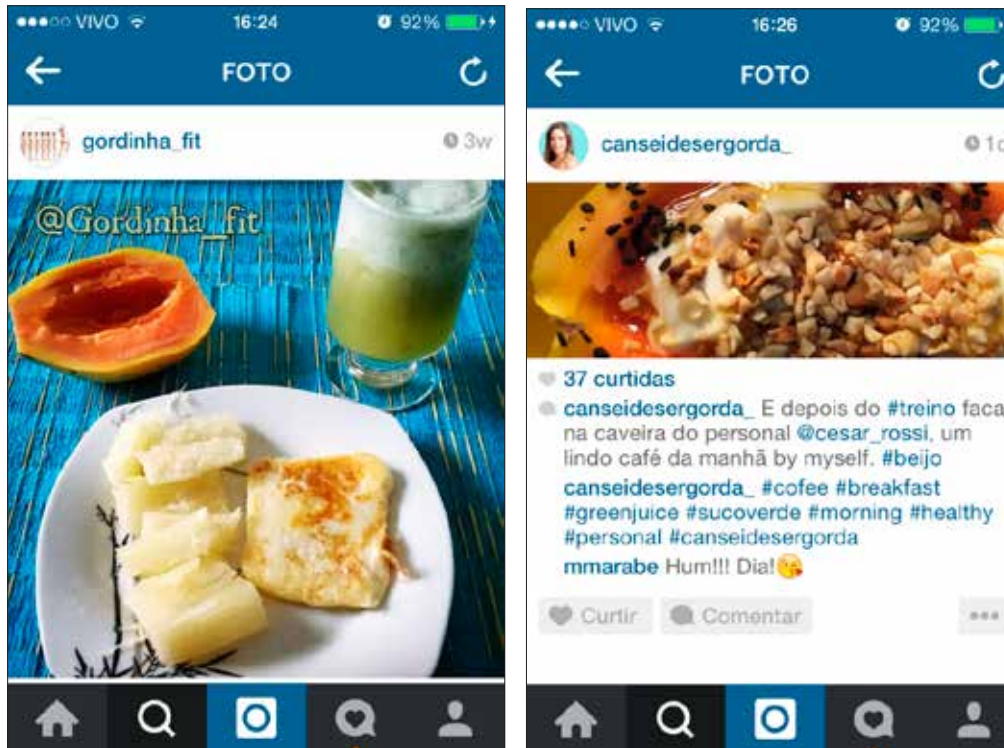 VIVO 16:24 92%
FOTO
gordinha_fit 3w
@Gordinha_fit
VIVO 16:26 92%
FOTO
canseidesergorda_
37 curtidas
canseidesergorda_ E depois do #treino faca
na caveira do personal @cesar_rossi, um
lindo café da manhã by myself. #beijo
canseidesergorda_ #cofee #breakfast
#greenjuice #sucoverde #morning #healthy
#personal #canseidesergorda
mmarabe Hum!!! Dia!😘
Curtir Comentar